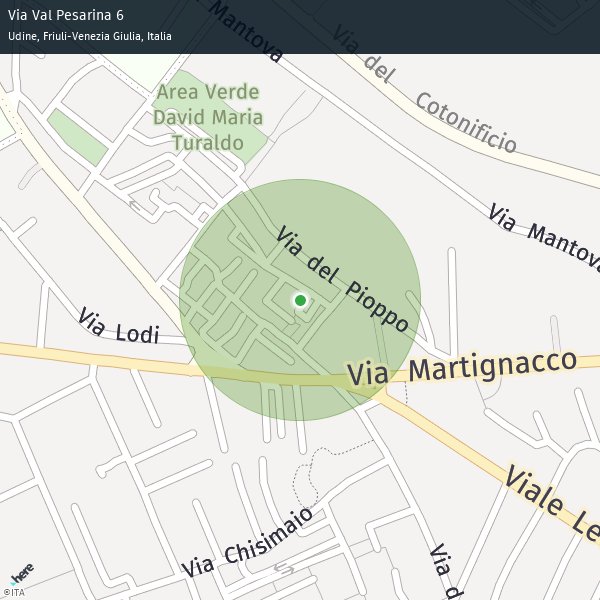 Via Val Pesarina 6
Udine, Friuli-Venezia Giulia, Italia
Mantova
Via del Cotonificio
Area Verde
David Maria
Turaldo
Via Mantova
Via del Pioppo
Via Lodi
Via Martignacco
Viale Le
Via Chisimaio
Via d
here
©ITA